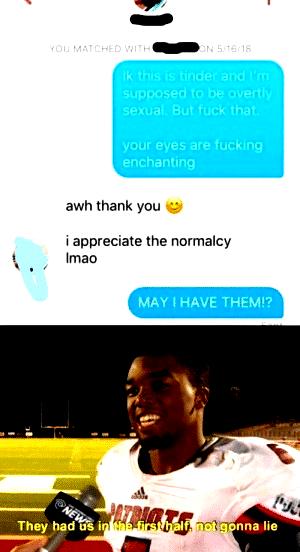 YOU MATCHED WITH
ON 5/16/18
Ik this is tinder and I'm
supposed to be overtly
sexual. But fuck that.
your eyes are fucking
enchanting
awh thank you 😊
i appreciate the normalcy
lmao
MAY I HAVE THEM!?
Sent
adidas
PATRIOTS
@NEWS
They had us in the first half, not gonna lie